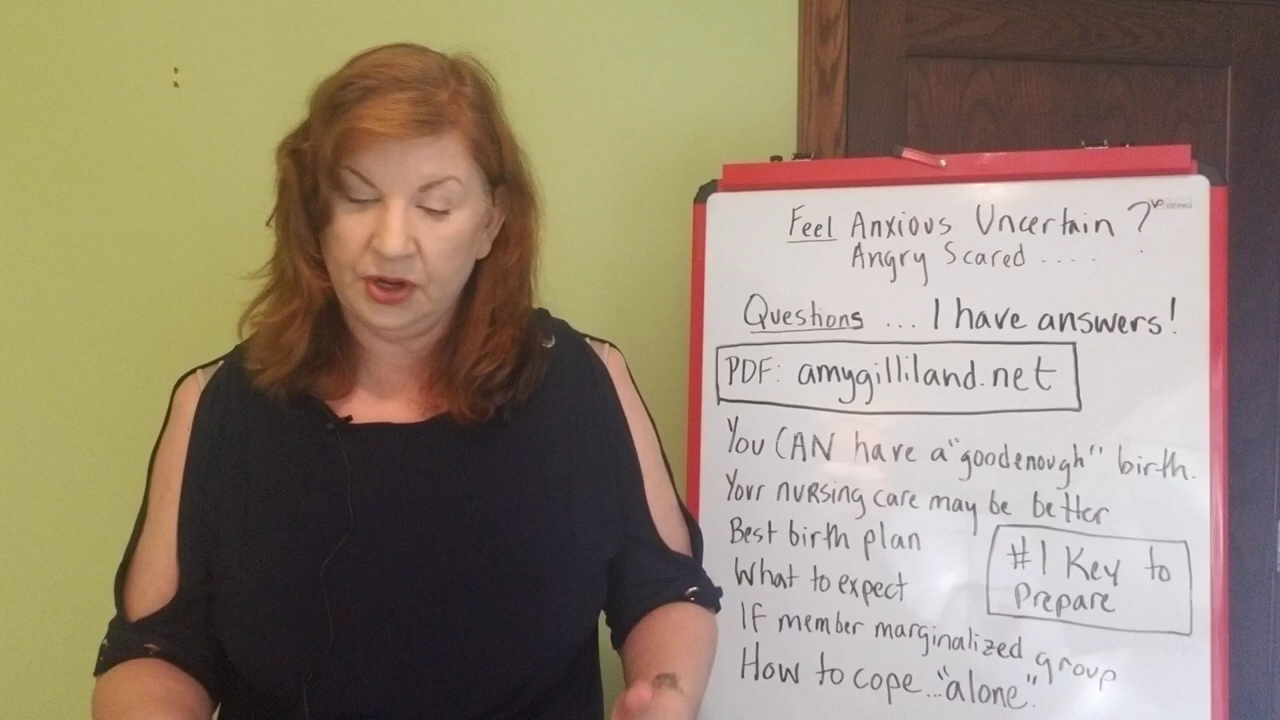 Feel Anxious Uncertain ?
Angry Scared .....
Questions ... I have answers!
PDF: amygilliland.net
You CAN have a "goodenough" birth.
Your nursing care may be better
Best birth plan
#1 Key to
Prepare
What to expect
If member marginalized group
How to cope..."alone".